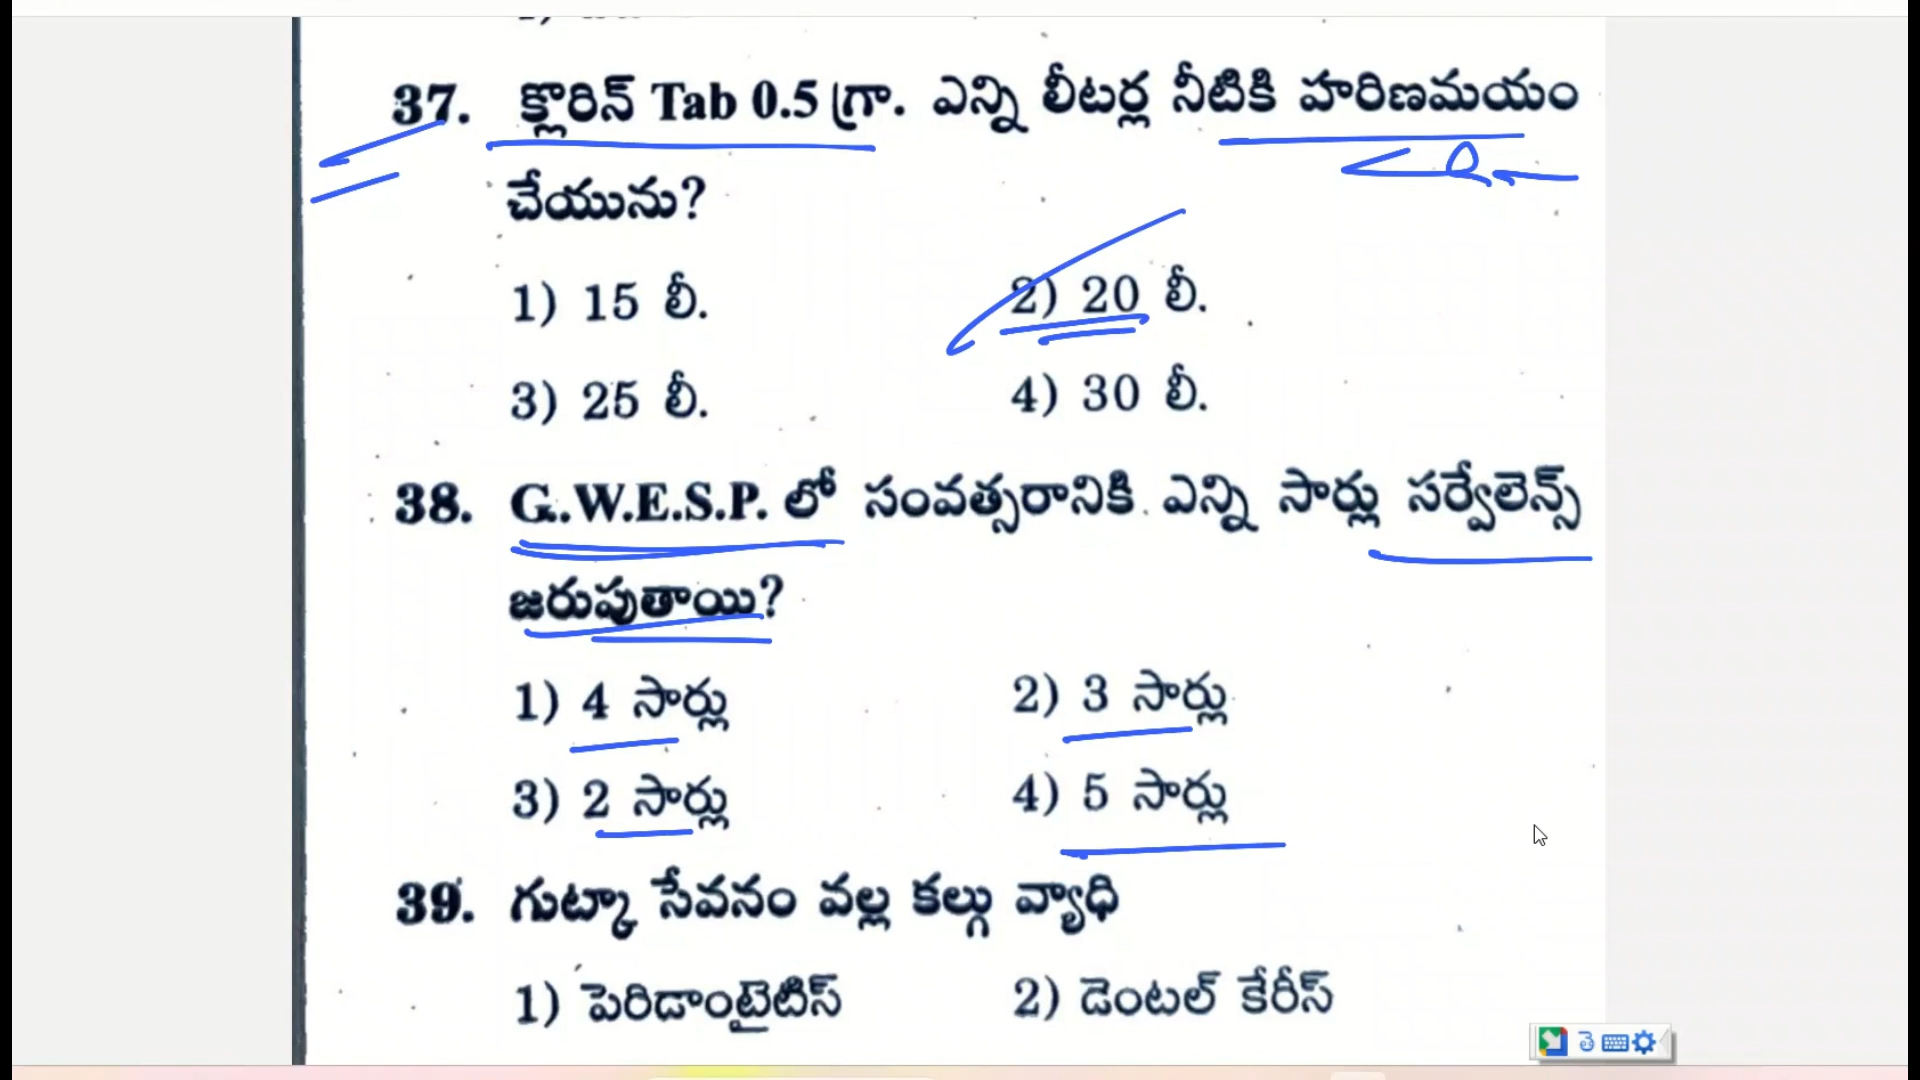 37. క్లొరిన్ Tab 0.5 గ్రా. ఎన్ని లీటర్ల నీటికి హరిణమయం
చేయును?
1) 15 లీ. 2) 20 లీ.
3) 25 లీ. 4) 30 లీ.
38. G.W.E.S.P. లో సంవత్సరానికి ఎన్ని సార్లు సర్వేలెన్స్
జరుపుతాయి?
1) 4 సార్లు 2) 3 సార్లు
3) 2 సార్లు 4) 5 సార్లు
39. గుట్కా సేవనం వల్ల కల్గు వ్యాధి
1) పెరిడాంటైటిస్ 2) డెంటల్ కేరీస్
తె